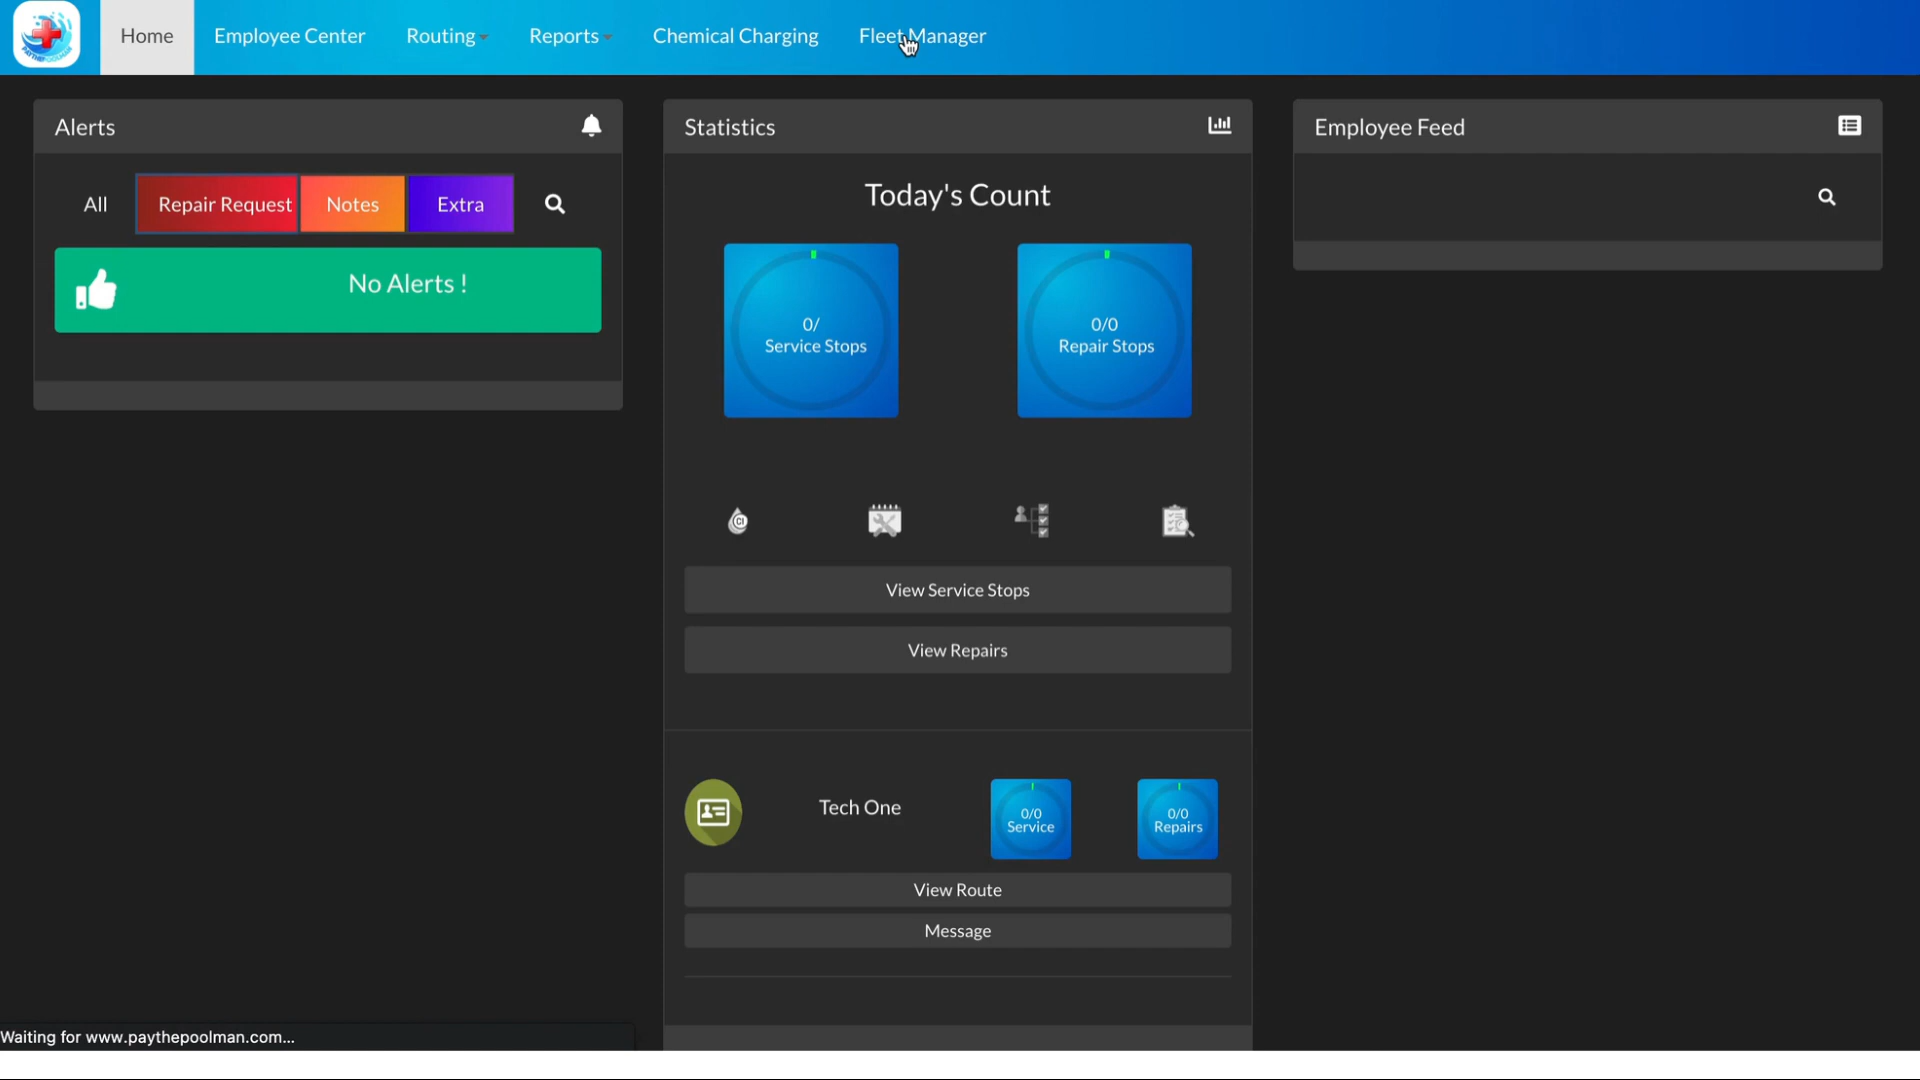 Home Employee Center Routing Reports Chemical Charging Fleet Manager
Alerts
All Repair Request Notes Extra
No Alerts !
Statistics
Today's Count
0/
Service Stops
0/0
Repair Stops
View Service Stops
View Repairs
Tech One
0/0
Service
0/0
Repairs
View Route
Message
Employee Feed
Waiting for www.paythepoolman.com...